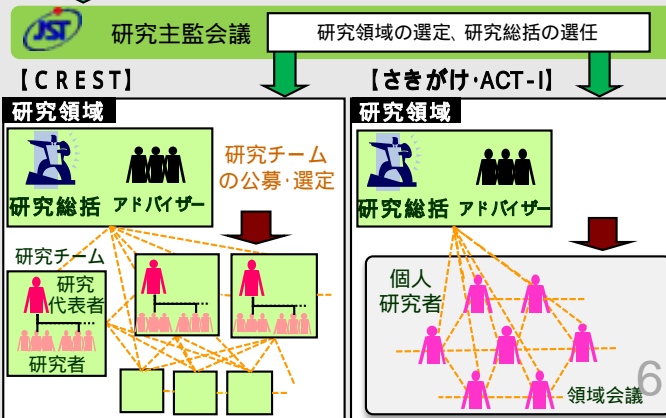 JST
研究主監会議
研究領域の選定、研究総括の選任
【CREST】
【さきがけ・ACT-I】
研究領域
研究総括 アドバイザー
研究チーム
の公募・選定
研究チーム
研究
代表者
研究者
研究領域
研究総括 アドバイザー
個人
研究者
領域会議
6